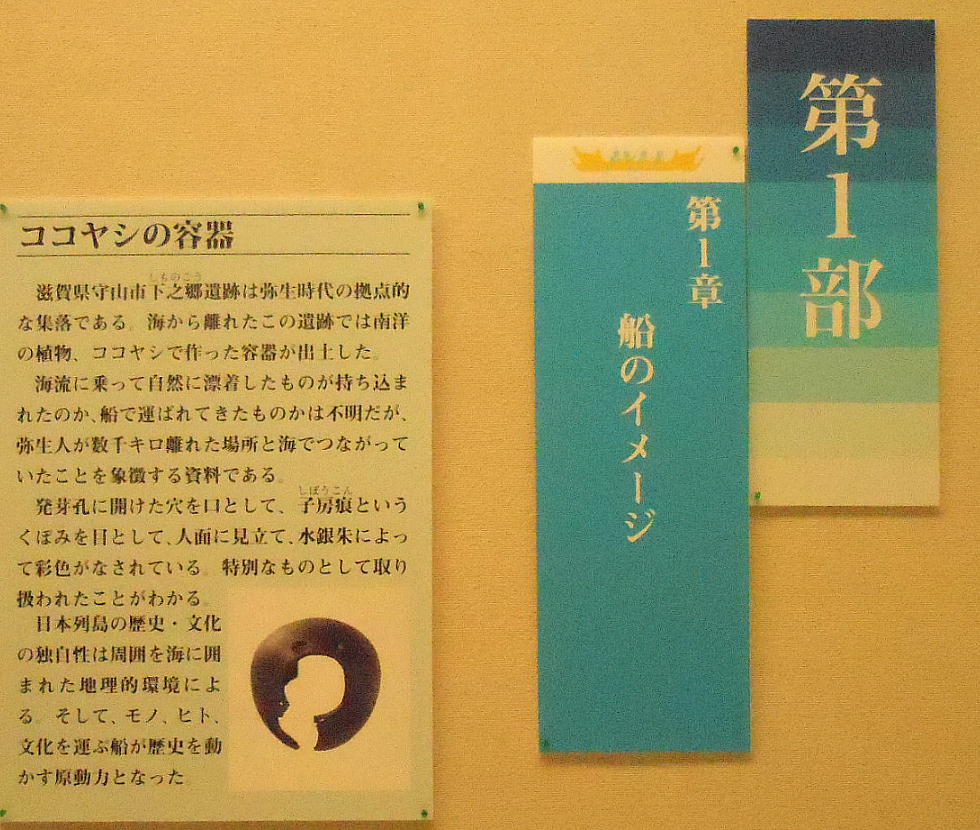 第1部
第1章
船のイメージ
ココヤシの容器
しものごう
滋賀県守山市下之郷遺跡は弥生時代の拠点的
な集落である。海から離れたこの遺跡では南洋
の植物、ココヤシで作った容器が出土した。
海流に乗って自然に漂着したものが持ち込ま
れたのか、船で運ばれてきたものかは不明だが、
弥生人が数千キロ離れた場所と海でつながって
いたことを象徴する資料である。
しぼうこん
発芽孔に開けた穴を口として、子房痕という
くぼみを目として、人面に見立て、水銀朱によっ
て彩色がなされている。特別なものとして取り
扱われたことがわかる。
日本列島の歴史・文化
の独自性は周囲を海に囲
まれた地理的環境によ
る。そして、モノ、ヒト、
文化を運ぶ船が歴史を動
かす原動力となった。